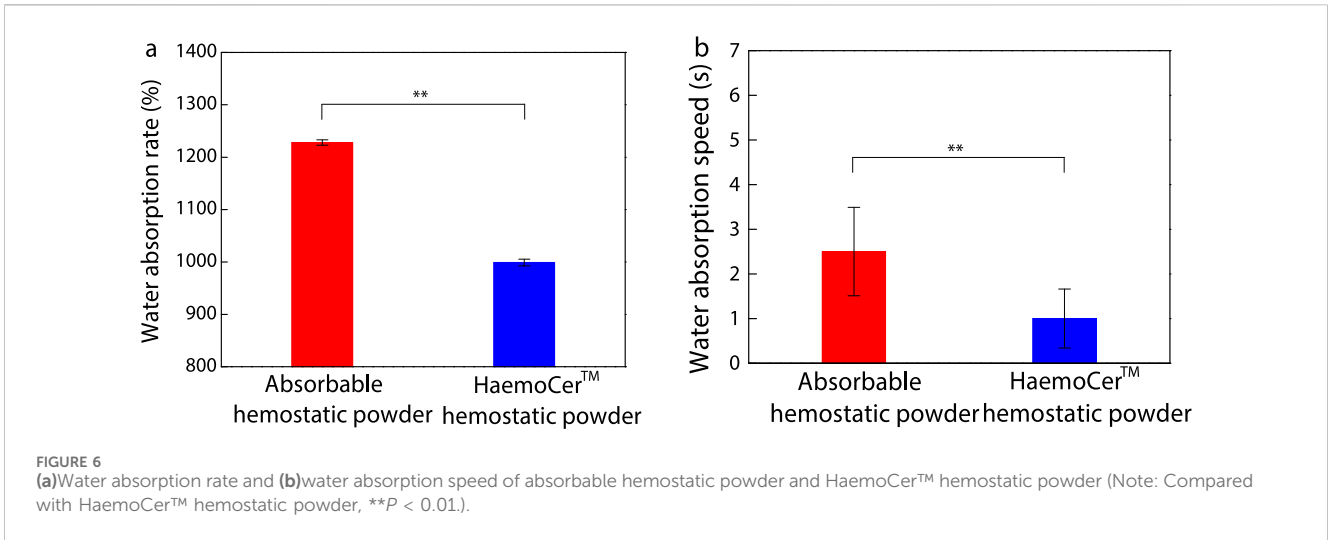 a
Water absorption rate (%)
1400
1300
1200
1100
1000
900
800
**
Absorbable
hemostatic powder
HaemoCer™
hemostatic powder
b
Water absorption speed (s)
7
6
5
4
3
2
1
0
**
Absorbable
hemostatic powder
HaemoCer™
hemostatic powder
FIGURE 6
(a)Water absorption rate and (b)water absorption speed of absorbable hemostatic powder and HaemoCer™ hemostatic powder (Note: Compared
with HaemoCer™ hemostatic powder, **P < 0.01.).